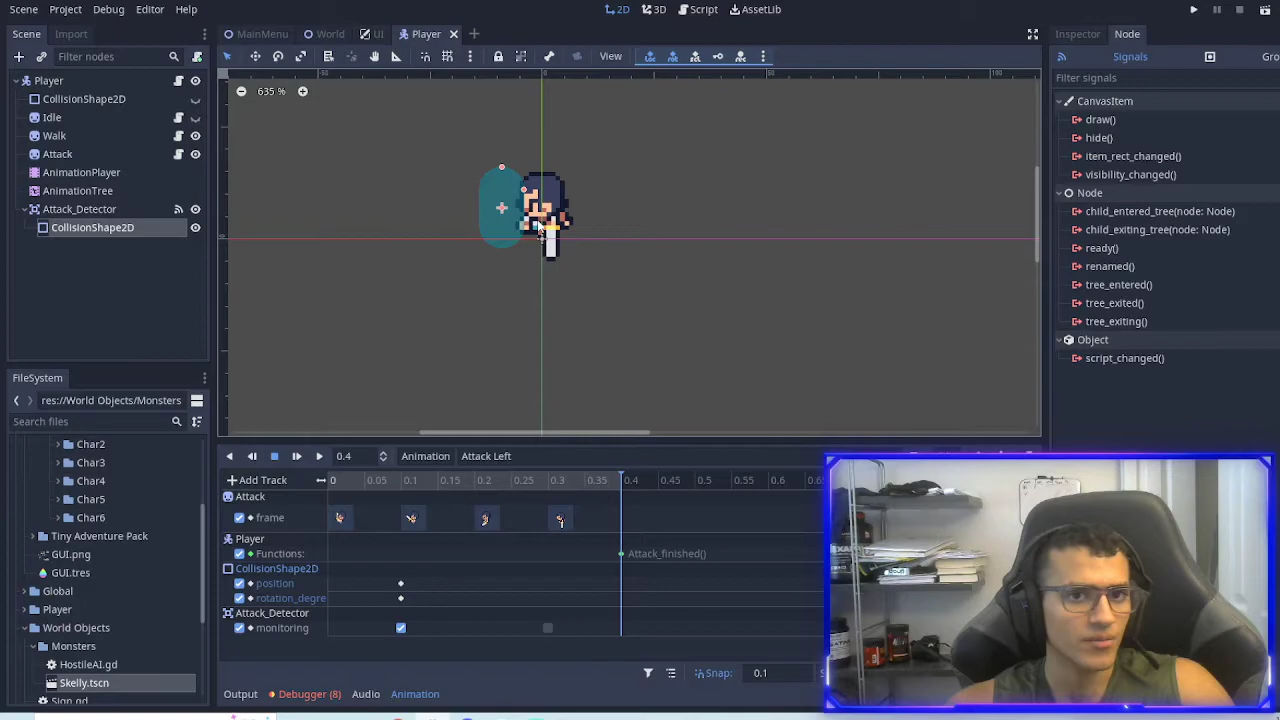 Scene Project Debug Editor Help
2D 3D Script AssetLib
Scene Import
MainMenu World UI Player
Inspector Node
Filter nodes
View
Signals Gro
Filter signals
Player
CollisionShape2D
Idle
Walk
Attack
AnimationPlayer
AnimationTree
Attack_Detector
CollisionShape2D
-50 0 50 100
635 %
0
CanvasItem
draw()
hide()
item_rect_changed()
visibility_changed()
Node
child_entered_tree(node: Node)
child_exiting_tree(node: Node)
ready()
renamed()
tree_entered()
tree_exited()
tree_exiting()
Object
script_changed()
FileSystem
res://World Objects/Monsters
Search files
Char2
Char3
Char4
Char5
Char6
Tiny Adventure Pack
GUI.png
GUI.tres
Global
Player
World Objects
Monsters
HostileAI.gd
Skelly.tscn
Sign.gd
0.4 Animation Attack Left
Add Track 0 0.05 0.1 0.15 0.2 0.25 0.3 0.35 0.4 0.45 0.5 0.55 0.6 0.65
Attack
frame
Player
Functions: Attack_finished()
CollisionShape2D
position
rotation_degre
Attack_Detector
monitoring
Snap: 0.1
Output Debugger (8) Audio Animation